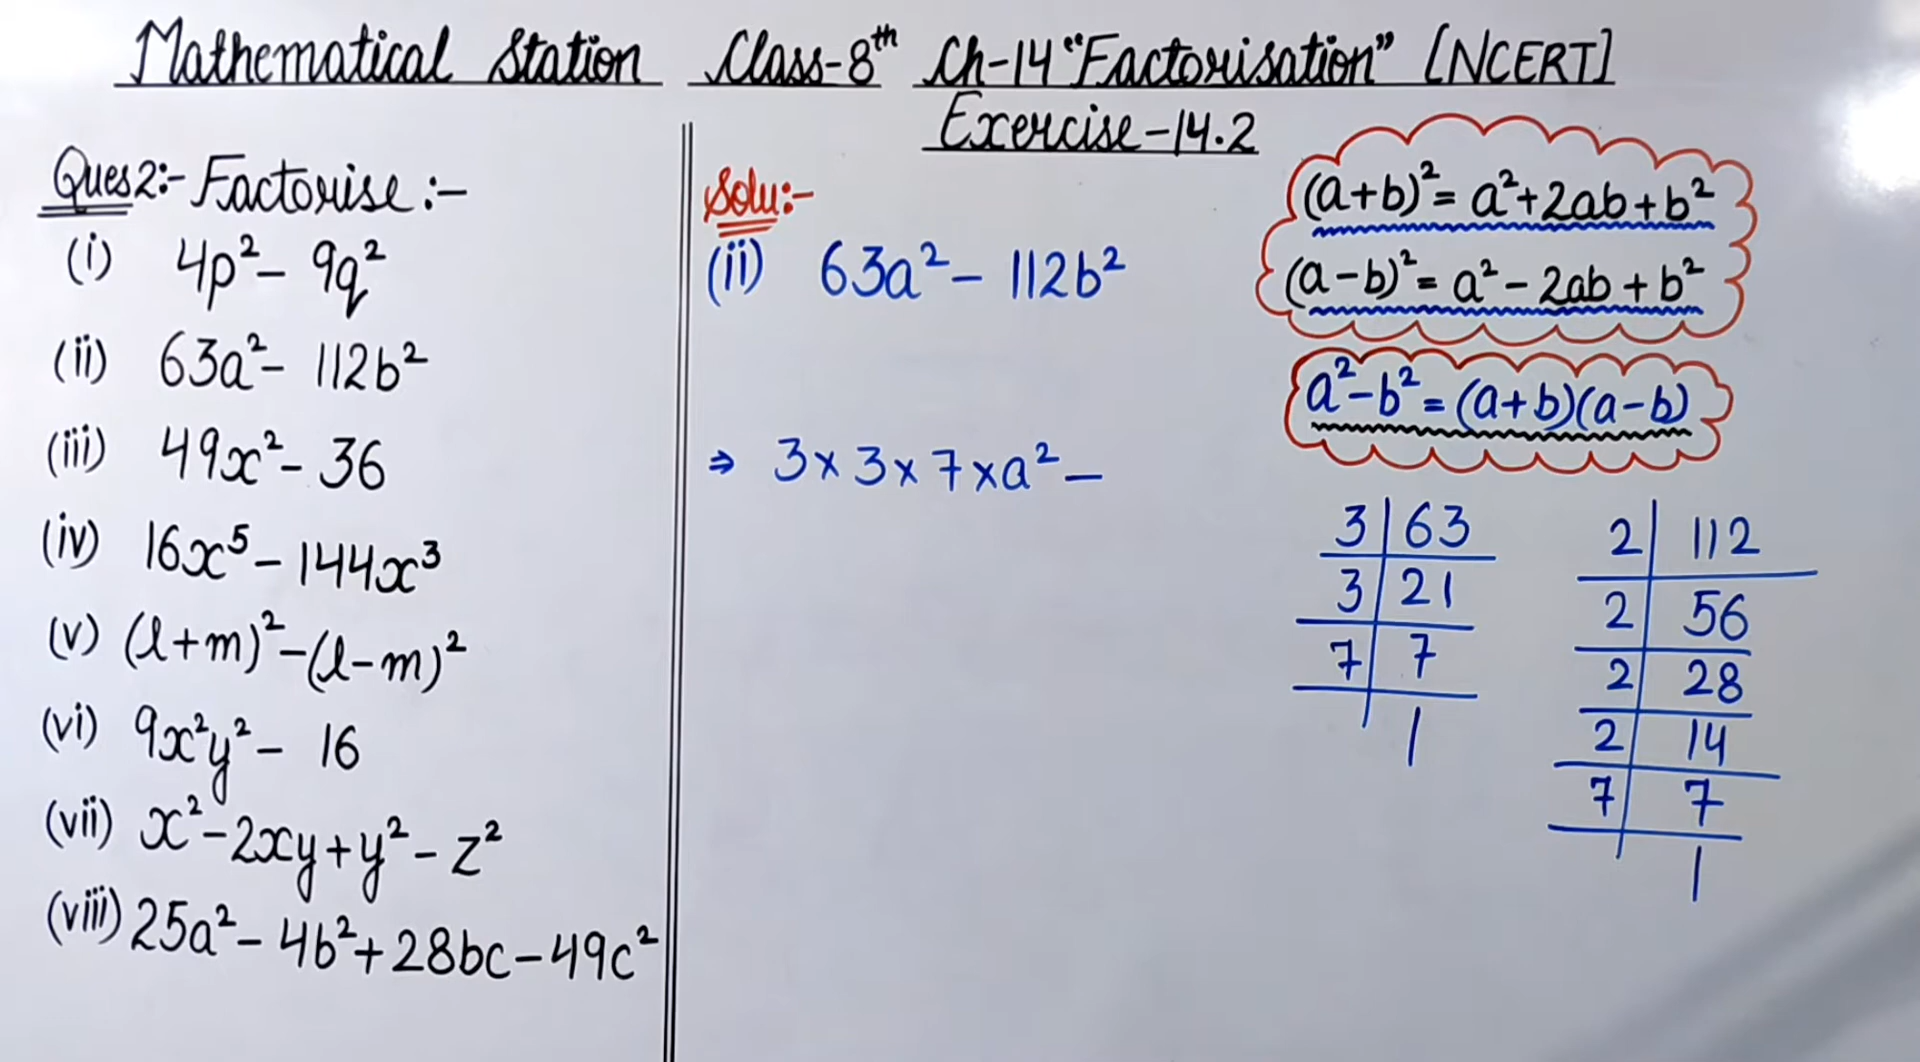 Mathematical Station Class-8th Ch-14 "Factorisation" [NCERT]
Exercise-14.2
Ques 2:- Factorise:-
(i) 4p²- 9q²
(ii) 63a²- 112b²
(iii) 49x²- 36
(iv) 16x⁵- 144x³
(v) (l+m)²-(l-m)²
(vi) 9x²y²- 16
(vii) x²-2xy+y²-z²
(viii) 25a²- 4b²+28bc-49c²
Solu:-
(ii) 63a²- 112b²
⇒ 3×3×7×a²-
(a+b)²= a²+2ab+b²
(a-b)²= a²-2ab+b²
a²-b²=(a+b)(a-b)
3 | 63
3 | 21
7 | 7
1
2 | 112
2 | 56
2 | 28
2 | 14
7 | 7
1